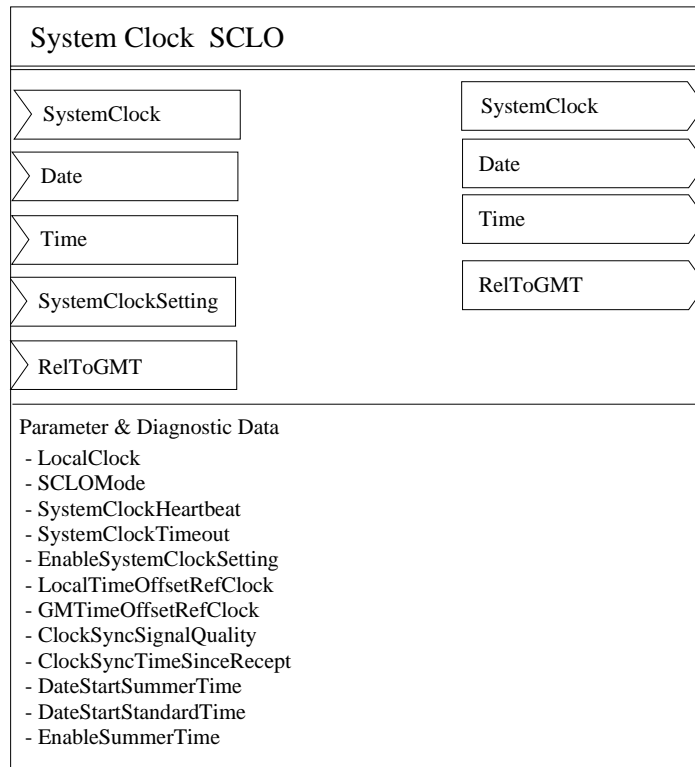 System Clock SCLO
SystemClock
Date
Time
SystemClockSetting
RelToGMT
SystemClock
Date
Time
RelToGMT
Parameter & Diagnostic Data
- LocalClock
- SCLOMode
- SystemClockHeartbeat
- SystemClockTimeout
- EnableSystemClockSetting
- LocalTimeOffsetRefClock
- GMTimeOffsetRefClock
- ClockSyncSignalQuality
- ClockSyncTimeSinceRecept
- DateStartSummerTime
- DateStartStandardTime
- EnableSummerTime